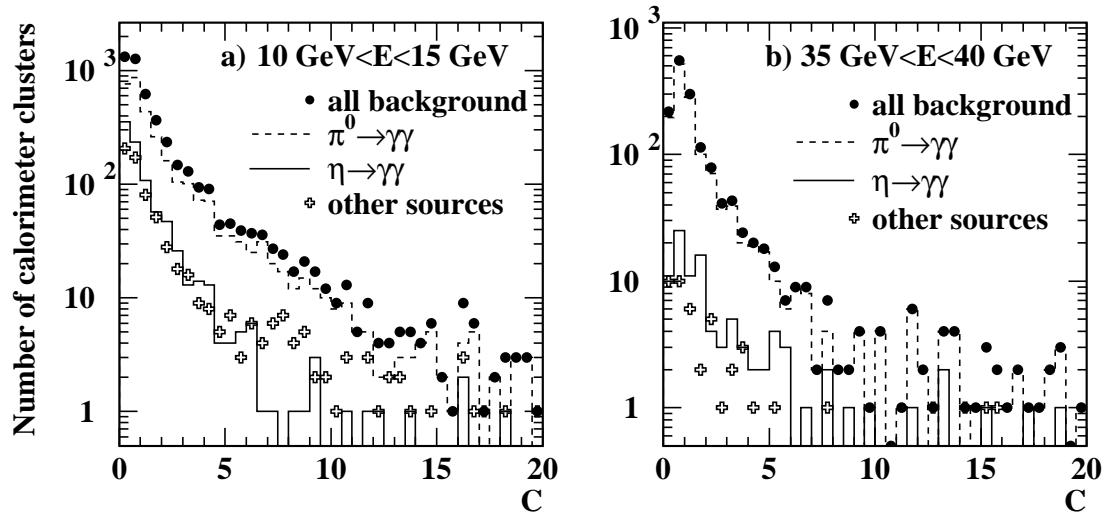 Number of calorimeter clusters
a) 10 GeV<E<15 GeV
all background
π⁰→γγ
η→γγ
other sources
10³
10²
10
1
0 5 10 15 20
C
b) 35 GeV<E<40 GeV
all background
π⁰→γγ
η→γγ
other sources
10³
10²
10
1
0 5 10 15 20
C